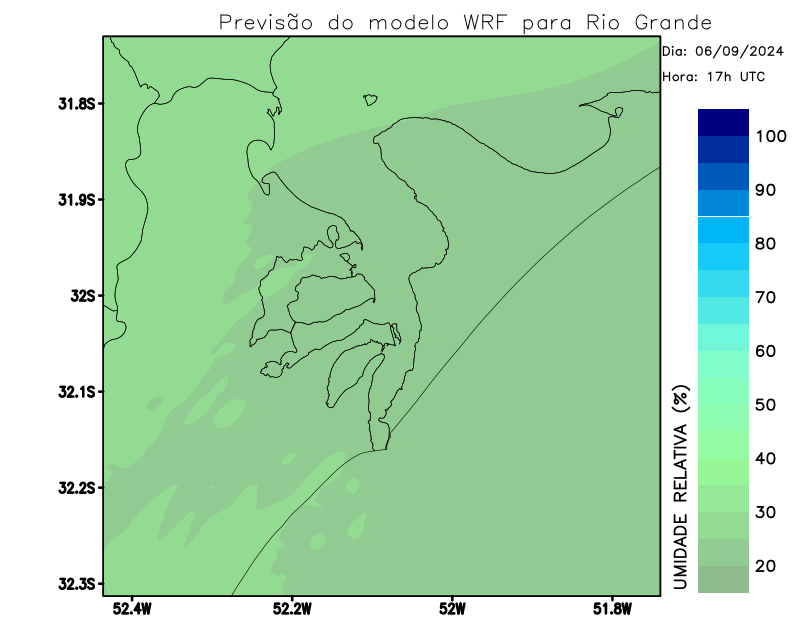 Previsão do modelo WRF para Rio Grande
Dia: 06/09/2024
Hora: 17h UTC
31.8S
31.9S
32S
32.1S
32.2S
32.3S
52.4W
52.2W
52W
51.8W
UMIDADE RELATIVA (%)
100
90
80
70
60
50
40
30
20